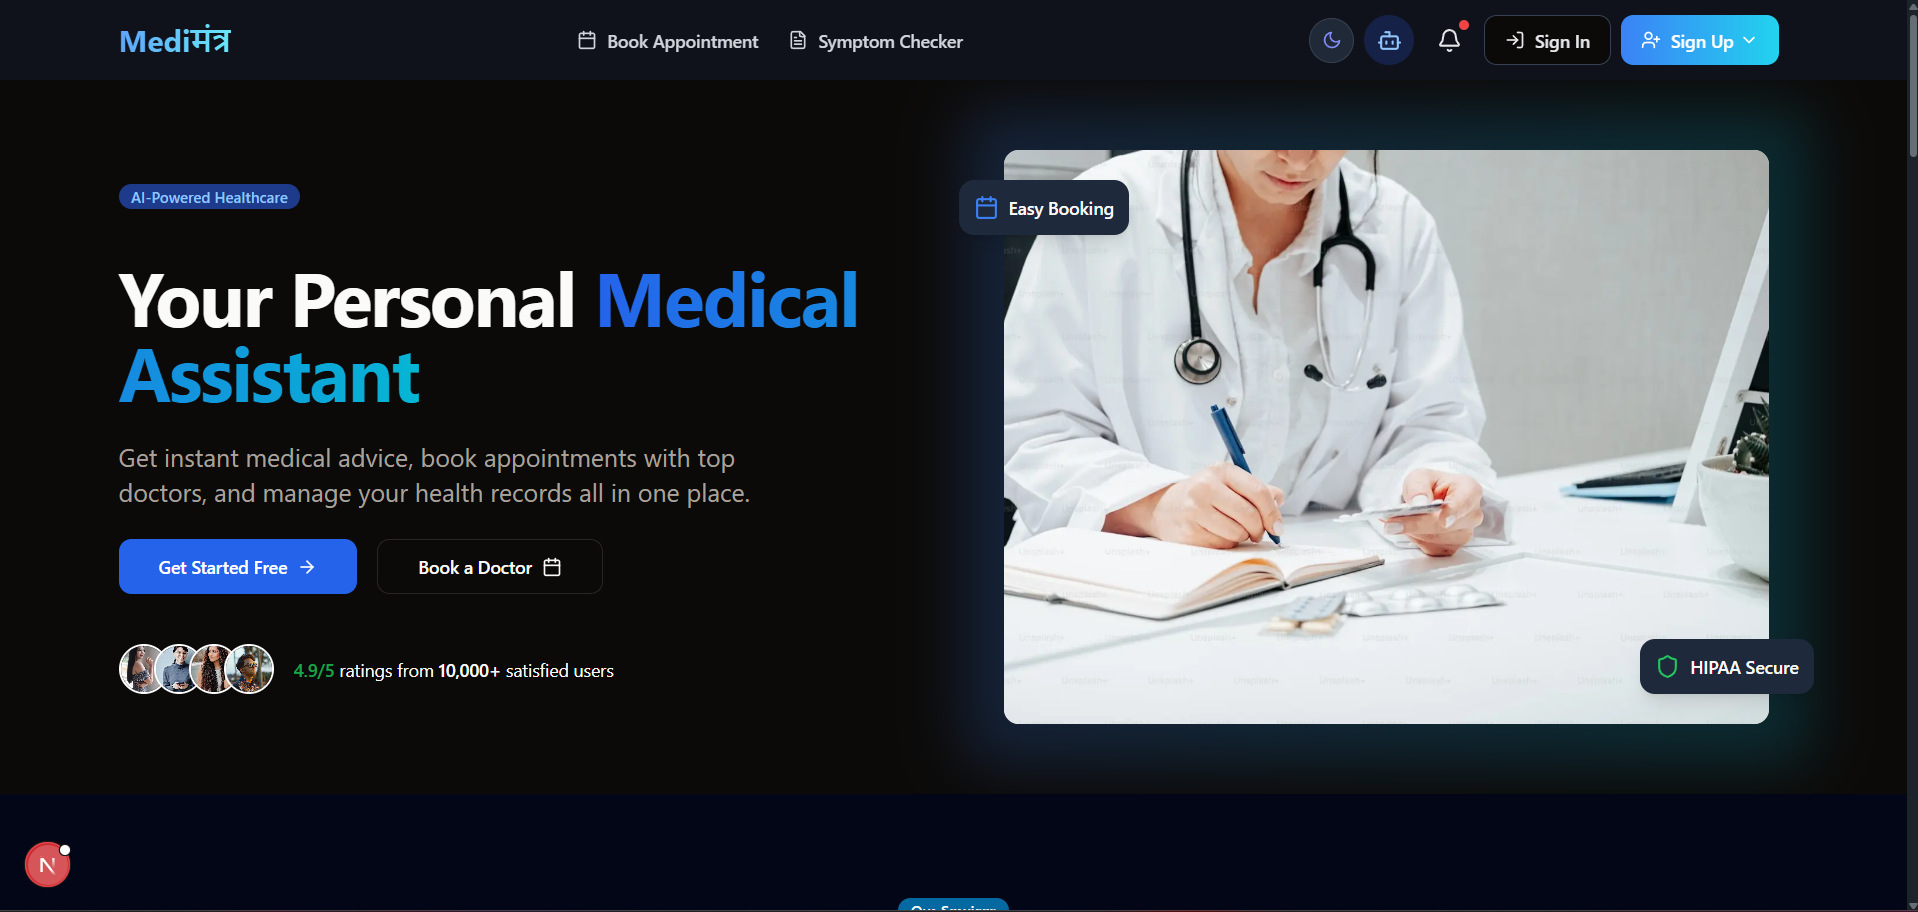 Mediमंत्र
Book Appointment
Symptom Checker
Sign In
Sign Up
AI-Powered Healthcare
Easy Booking
Your Personal Medical
Assistant
Get instant medical advice, book appointments with top
doctors, and manage your health records all in one place.
Get Started Free
Book a Doctor
4.9/5 ratings from 10,000+ satisfied users
HIPAA Secure
N